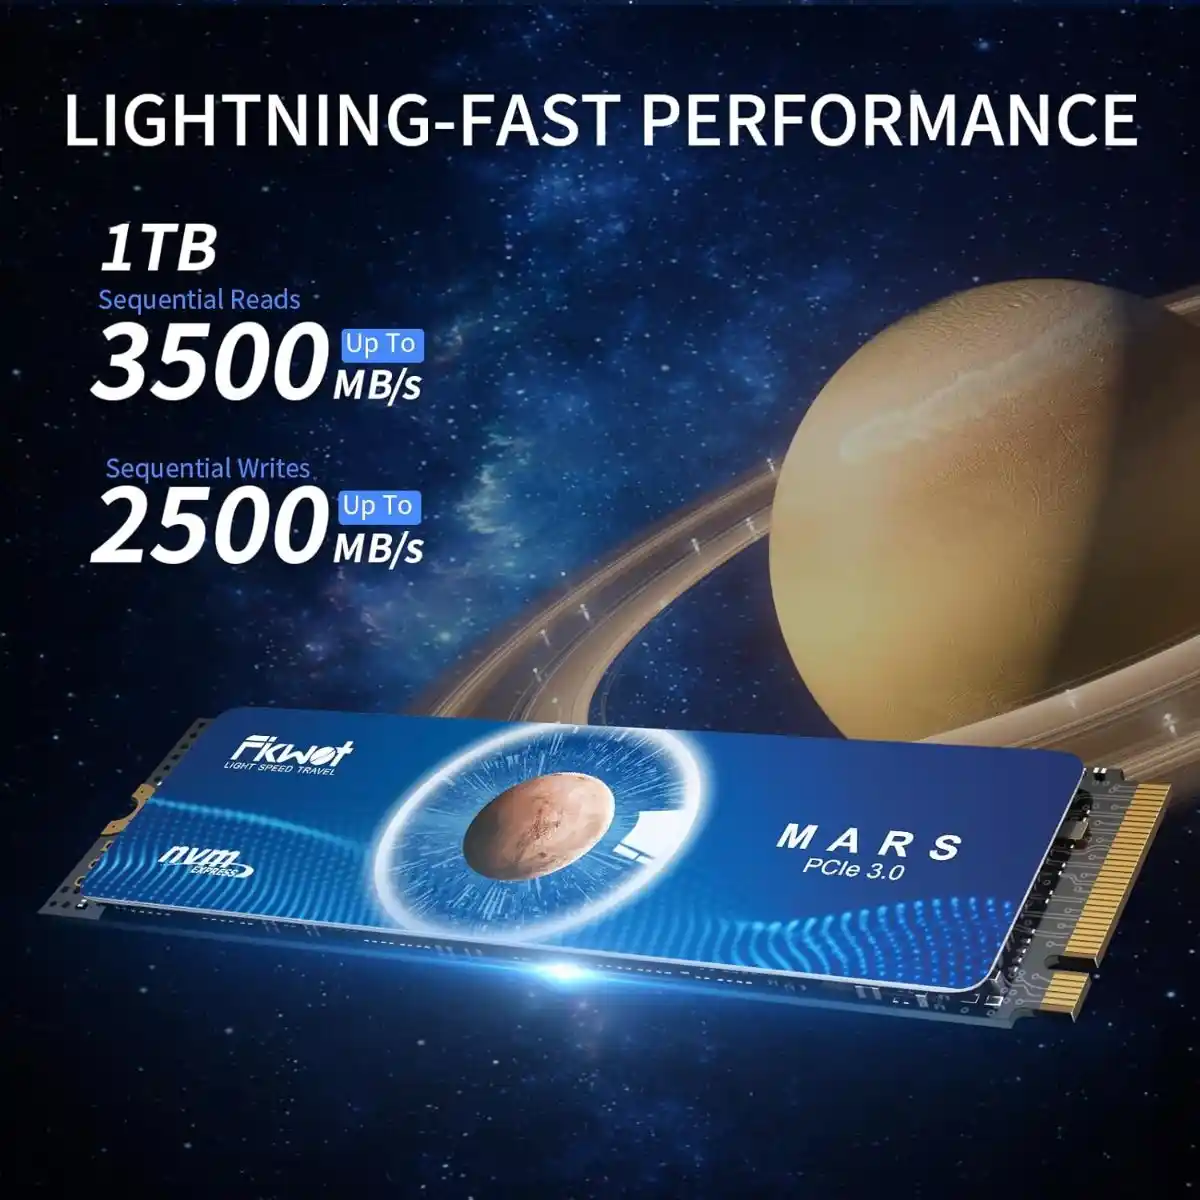 LIGHTNING-FAST PERFORMANCE
1TB
Sequential Reads
3500 Up To MB/s
Sequential Writes
2500 Up To MB/s
Fikwot
LIGHT SPEED TRAVEL
nvm
EXPRESS
MARS
PCIe 3.0